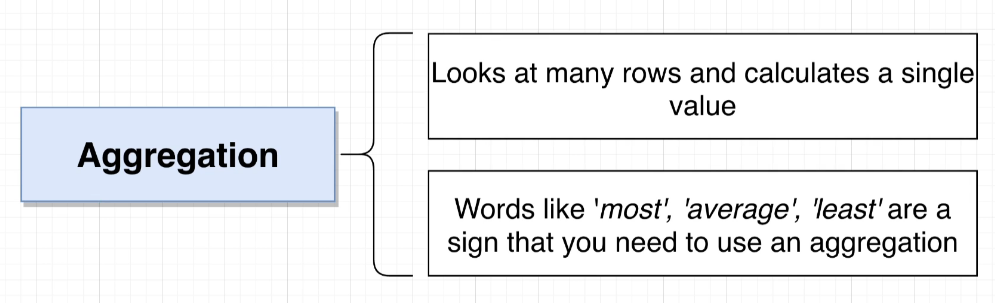 Aggregation
Looks at many rows and calculates a single
value
Words like 'most', 'average', 'least' are a
sign that you need to use an aggregation